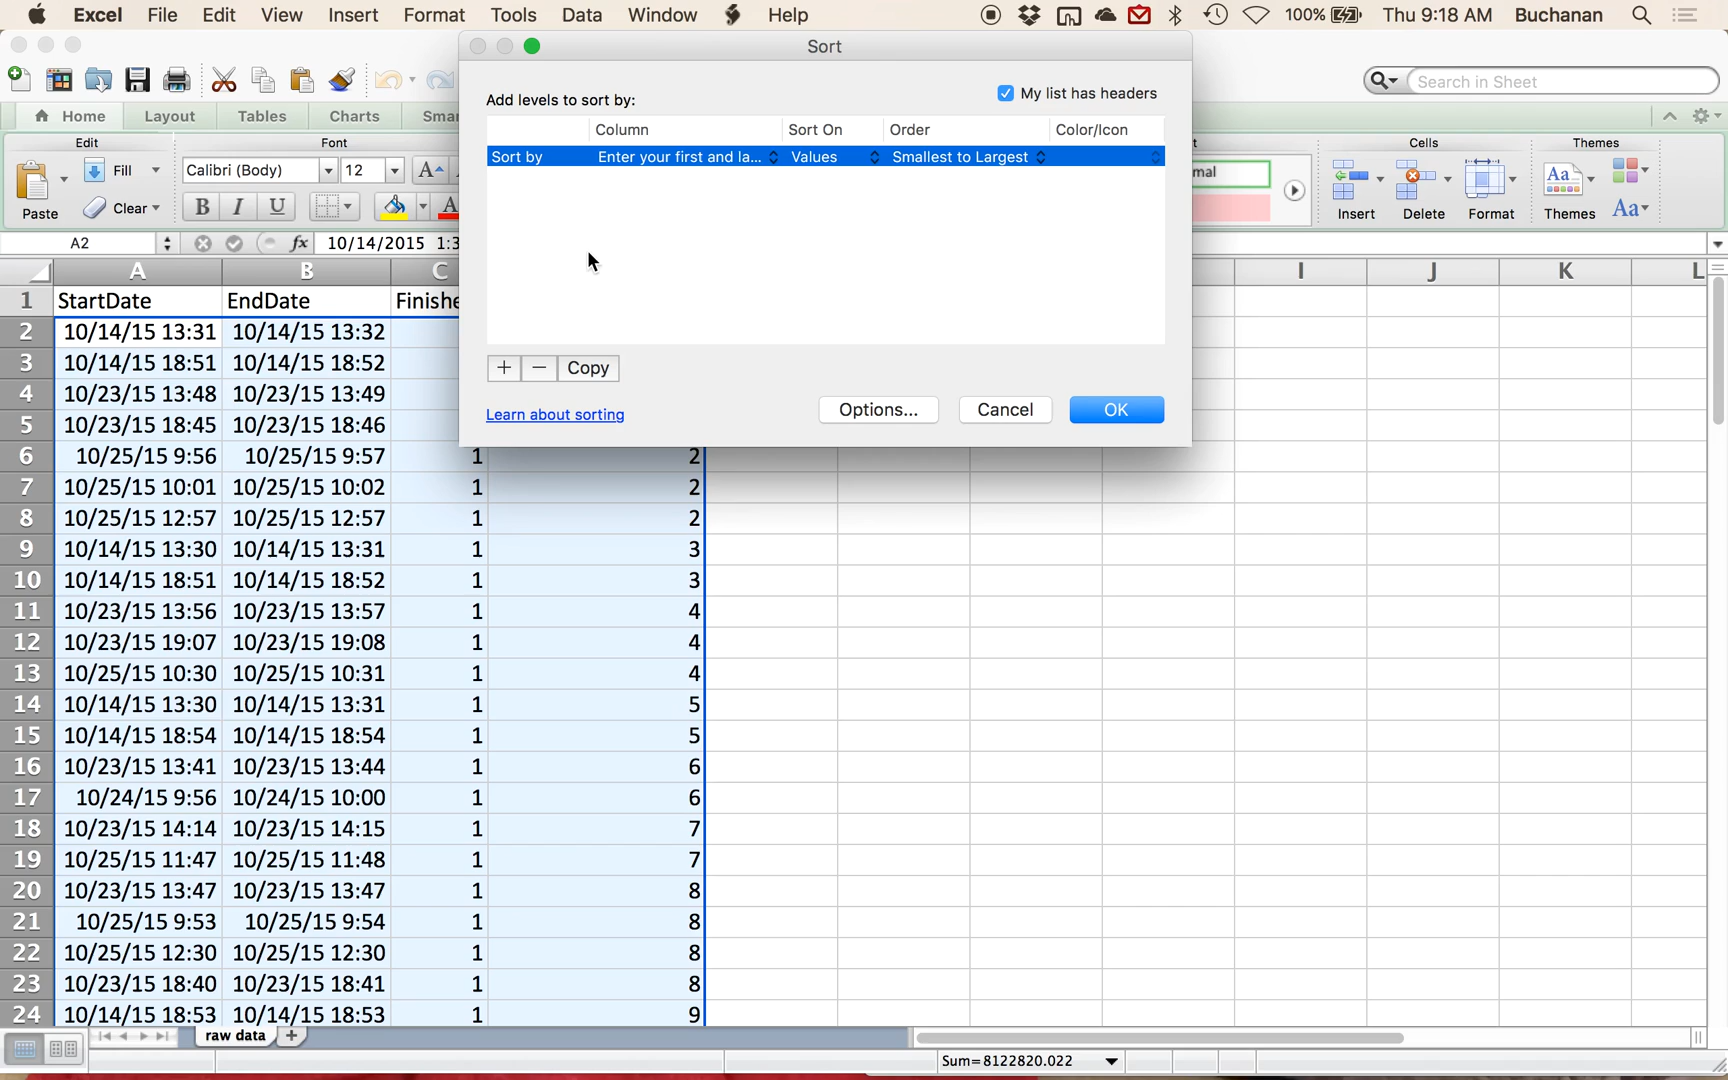 Excel File Edit View Insert Format Tools Data Window Help 100% Thu 9:18 AM Buchanan
Sort
Search in Sheet
Add levels to sort by:
My list has headers
Home Layout Tables Charts Smar
Column Sort On Order Color/Icon
Edit Font Cells Themes
Sort by Enter your first and la... Values Smallest to Largest
Fill Calibri (Body) 12 A mal Aa
Paste Clear B I U A Insert Delete Format Themes Aa
A2 fx 10/14/2015 1:3
A B C I J K L
1 StartDate EndDate Finishe
2 10/14/15 13:31 10/14/15 13:32
3 10/14/15 18:51 10/14/15 18:52
+ − Copy
4 10/23/15 13:48 10/23/15 13:49
Learn about sorting Options... Cancel OK
5 10/23/15 18:45 10/23/15 18:46
6 10/25/15 9:56 10/25/15 9:57 1 2
7 10/25/15 10:01 10/25/15 10:02 1 2
8 10/25/15 12:57 10/25/15 12:57 1 2
9 10/14/15 13:30 10/14/15 13:31 1 3
10 10/14/15 18:51 10/14/15 18:52 1 3
11 10/23/15 13:56 10/23/15 13:57 1 4
12 10/23/15 19:07 10/23/15 19:08 1 4
13 10/25/15 10:30 10/25/15 10:31 1 4
14 10/14/15 13:30 10/14/15 13:31 1 5
15 10/14/15 18:54 10/14/15 18:54 1 5
16 10/23/15 13:41 10/23/15 13:44 1 6
17 10/24/15 9:56 10/24/15 10:00 1 6
18 10/23/15 14:14 10/23/15 14:15 1 7
19 10/25/15 11:47 10/25/15 11:48 1 7
20 10/23/15 13:47 10/23/15 13:47 1 8
21 10/25/15 9:53 10/25/15 9:54 1 8
22 10/25/15 12:30 10/25/15 12:30 1 8
23 10/23/15 18:40 10/23/15 18:41 1 8
24 10/14/15 18:53 10/14/15 18:53 1 9
raw data +
Sum=8122820.022